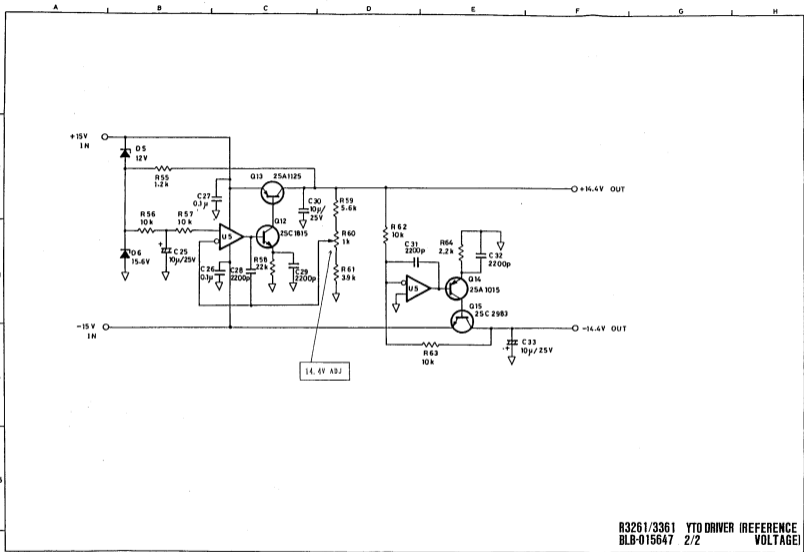 A B C D E F G H
+15V
IN
D5
12V
R55
1.2k
Q13 2SA1125
C27
0.1μ
C30
10μ/
25V
R59
5.6k
+14.4V OUT
R56
10k
R57
10k
Q12
2SC1815
R60
1k
R62
10k
C31
2200p
R64
2.2k
C32
2200p
U5
D6
C25
10μ/25V
C26
0.1μ
C28
2200p
R58
22k
C29
2200p
R61
3.9k
U5
Q14
2SA1015
Q15
2SC2983
-15V
IN
-14.4V OUT
R63
10k
C33
10μ/25V
14.4V ADJ
R3261/3361 YTO DRIVER (REFERENCE
BLB-015647 2/2 VOLTAGE)